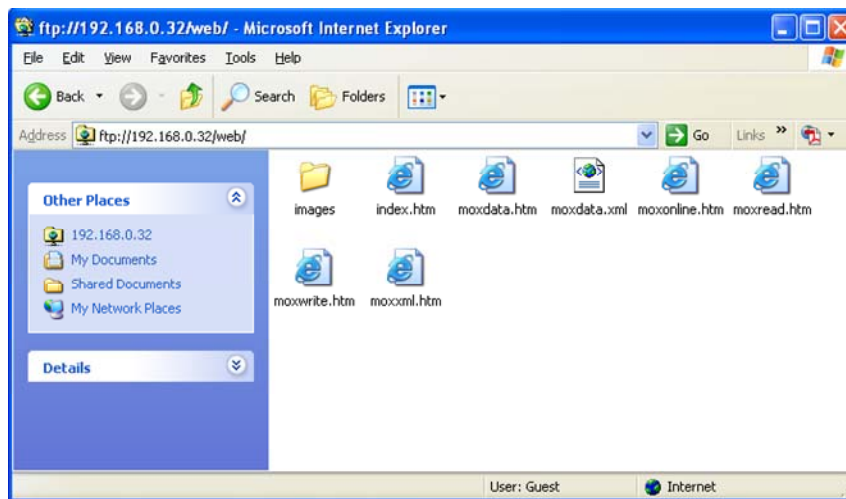 ftp://192.168.0.32/web/ - Microsoft Internet Explorer
File Edit View Favorites Tools Help
Back Search Folders
Address ftp://192.168.0.32/web/ Go Links »
Other Places
192.168.0.32
My Documents
Shared Documents
My Network Places
Details
images index.htm moxdata.htm moxdata.xml moxonline.htm moxread.htm
moxwrite.htm moxxml.htm
User: Guest Internet